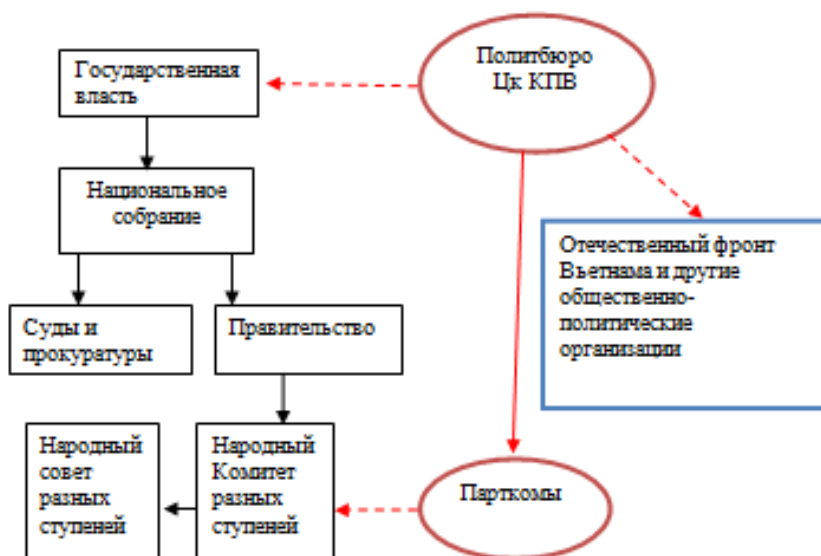 Государственная
власть
Политбюро
Цк КПВ
Национальное
собрание
Отечественный фронт
Вьетнама и другие
общественно-
политические
организации
Суды и
прокуратуры
Правительство
Народный
совет
разных
ступеней
Народный
Комитет
разных
ступеней
Парткомы